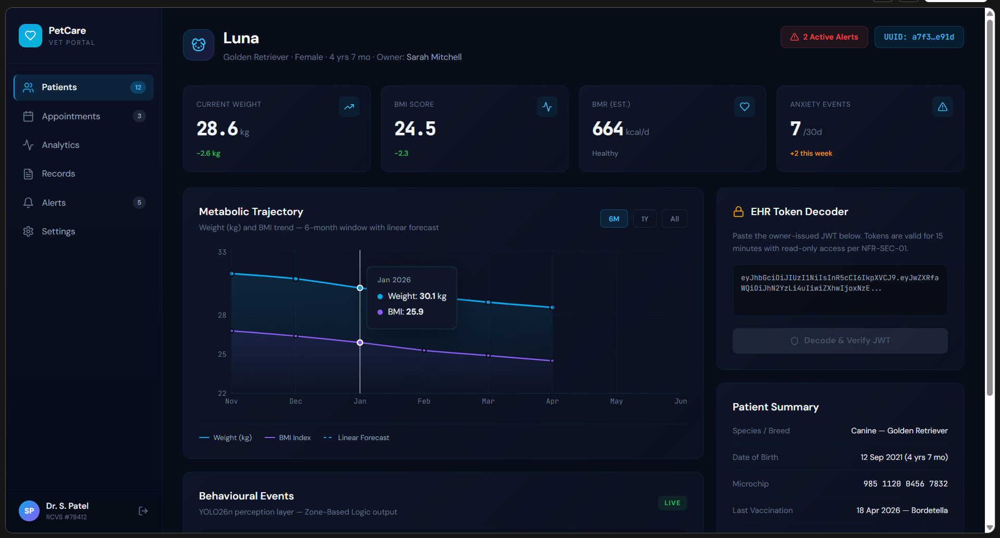 PetCare
VET PORTAL
Patients
12
Appointments
3
Analytics
Records
Alerts
5
Settings
SP
Dr. S. Patel
RCVS #78412
Luna
Golden Retriever · Female · 4 yrs 7 mo · Owner: Sarah Mitchell
2 Active Alerts
UUID: a7f3…e91d
CURRENT WEIGHT
28.6 kg
-2.6 kg
BMI SCORE
24.5
-2.3
BMR (EST.)
664 kcal/d
Healthy
ANXIETY EVENTS
7 /30d
+2 this week
Metabolic Trajectory
Weight (kg) and BMI trend — 6-month window with linear forecast
6M
1Y
All
33
28
25
22
Nov Dec Jan Feb Mar Apr May Jun
Jan 2026
Weight: 30.1 kg
BMI: 25.9
Weight (kg)
BMI Index
Linear Forecast
Behavioural Events
YOLO26n perception layer — Zone-Based Logic output
LIVE
EHR Token Decoder
Paste the owner-issued JWT below. Tokens are valid for 15
minutes with read-only access per NFR-SEC-01.
eyJhbGciOiJIUzI1NiIsInR5cCI6IkpXVCJ9.eyJwZXRfa
WQiOiJhN2YzLi4uIiwiZXhwIjoxNzE...
Decode & Verify JWT
Patient Summary
Species / Breed
Canine — Golden Retriever
Date of Birth
12 Sep 2021 (4 yrs 7 mo)
Microchip
985 1120 0456 7832
Last Vaccination
18 Apr 2026 — Bordetella